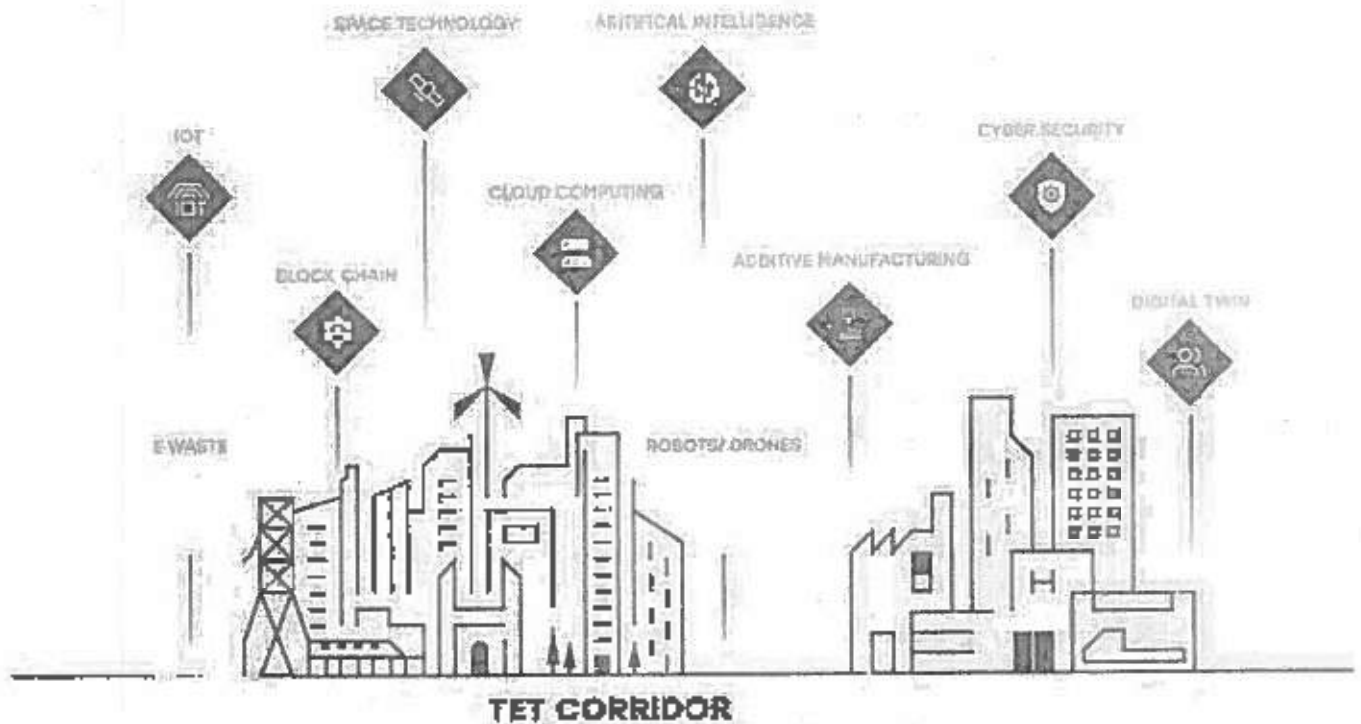 SPACE TECHNOLOGY
ARITIFICAL INTELLIGENCE
IOT
CYBER SECURITY
CLOUD COMPUTING
BLOCK CHAIN
ADDITIVE MANUFACTURING
DIGITAL TWIN
E-WASTE
ROBOTS/ DRONES
H
TET CORRIDOR